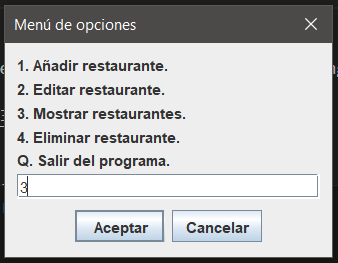 Menú de opciones
1. Añadir restaurante.
2. Editar restaurante.
3. Mostrar restaurantes.
4. Eliminar restaurante.
Q. Salir del programa.
3
Aceptar Cancelar